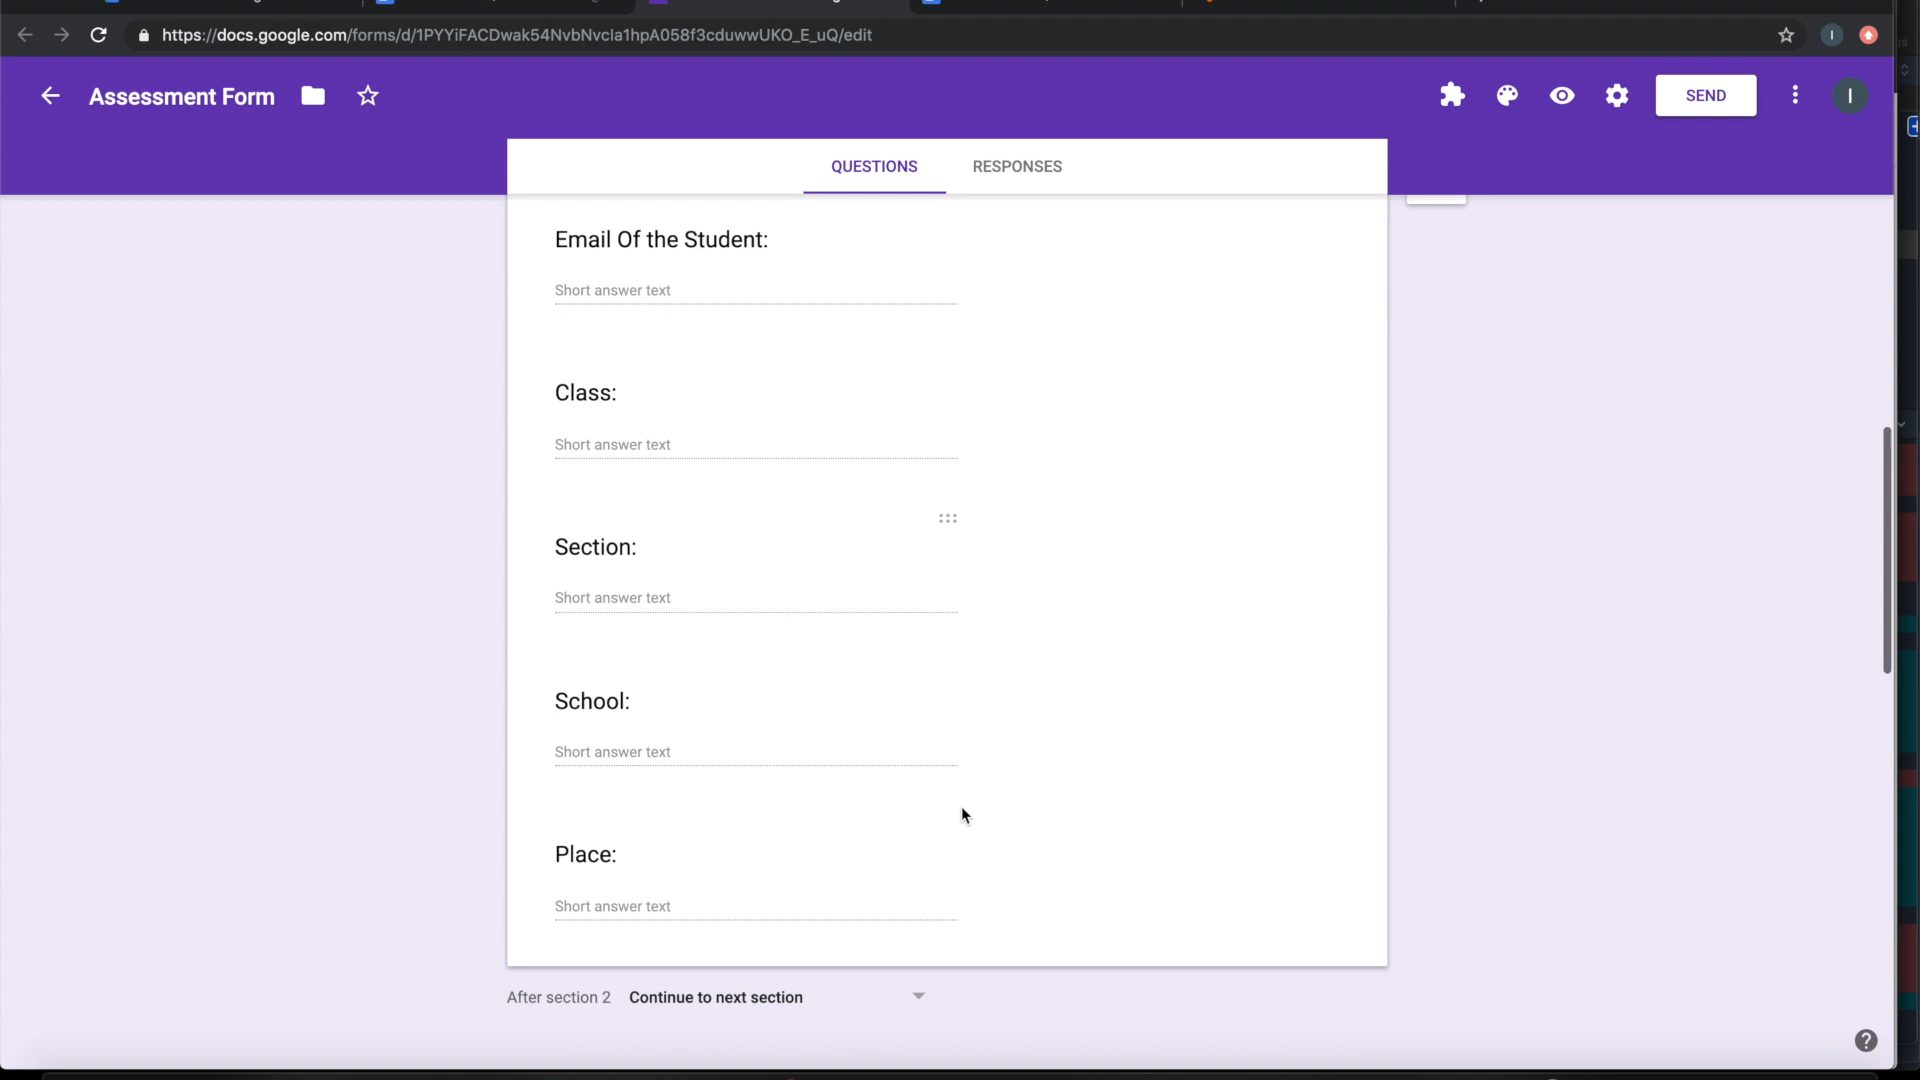 https://docs.google.com/forms/d/1PYYiFACDwak54NvbNvcIa1hpA058f3cduwwUKO_E_uQ/edit
I
Assessment Form
SEND
I
QUESTIONS RESPONSES
Email Of the Student:
Short answer text
Class:
Short answer text
Section:
Short answer text
School:
Short answer text
Place:
Short answer text
After section 2 Continue to next section
?